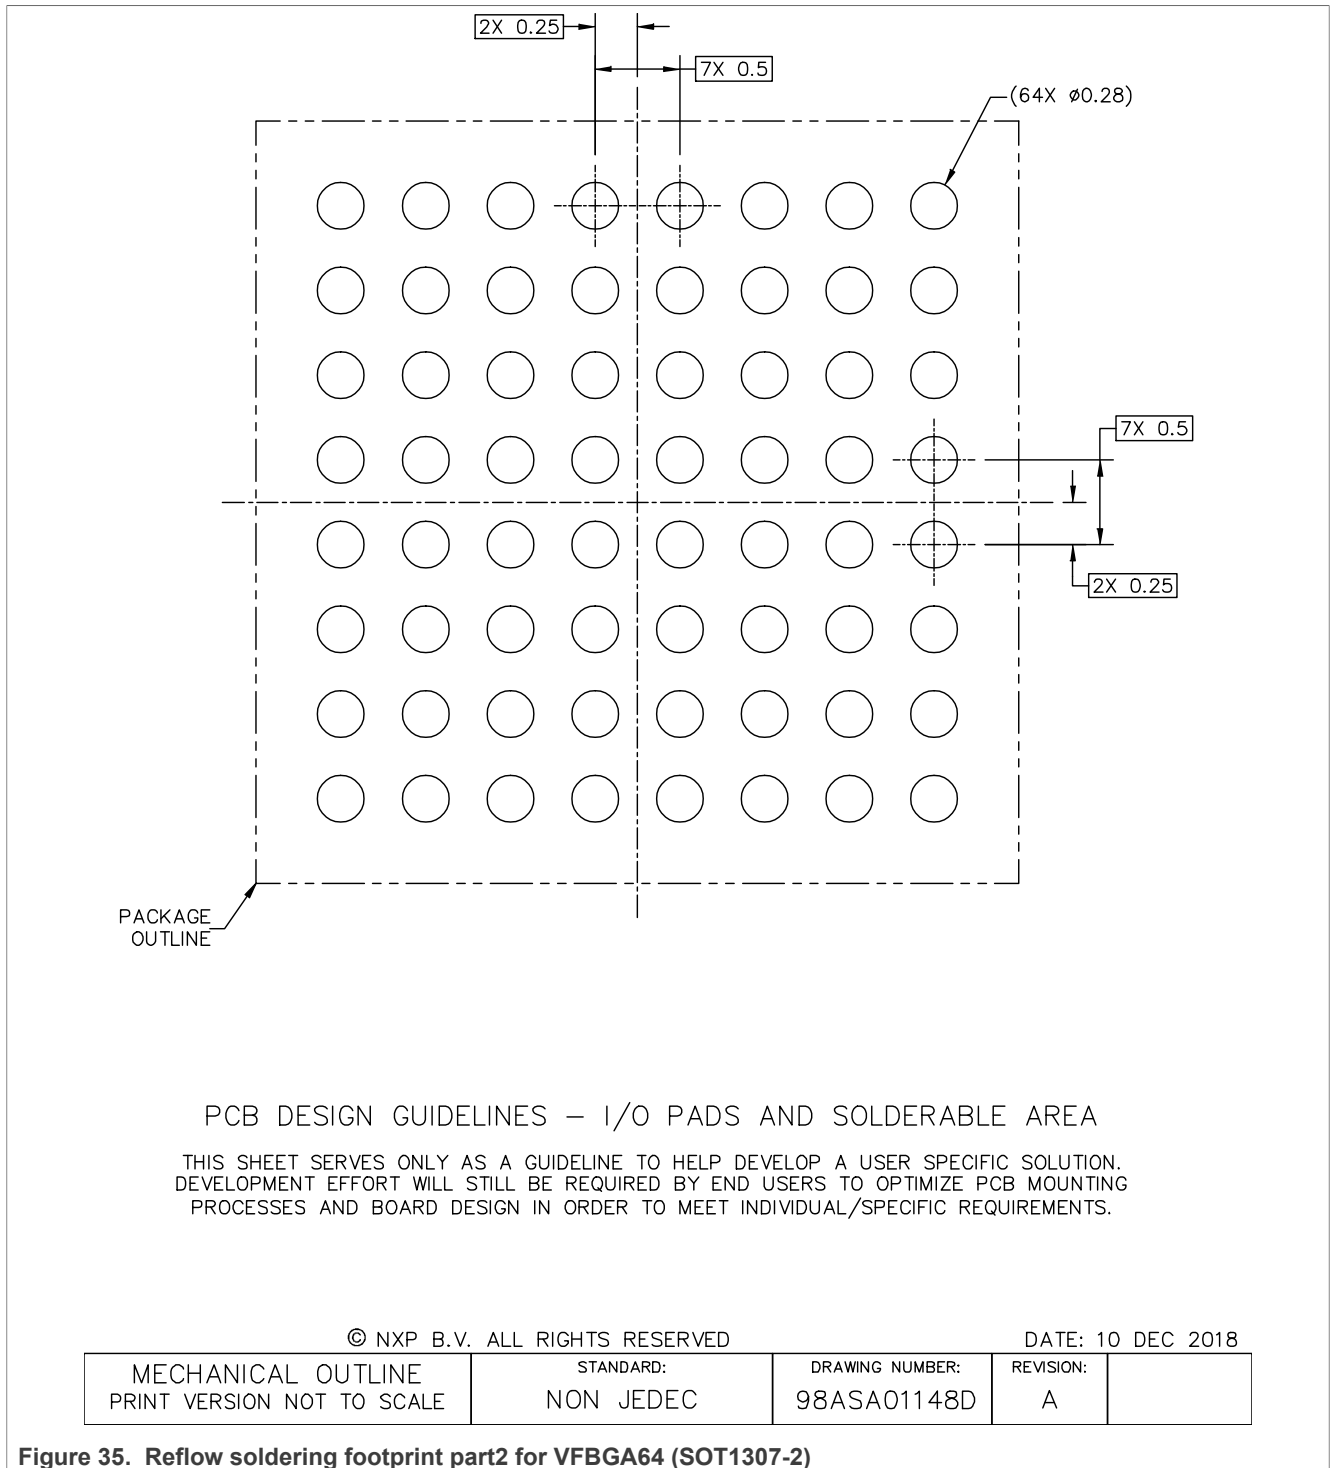 2X 0.25
7X 0.5
(64X ⌀0.28)
7X 0.5
2X 0.25
PACKAGE
OUTLINE
PCB DESIGN GUIDELINES – I/O PADS AND SOLDERABLE AREA
THIS SHEET SERVES ONLY AS A GUIDELINE TO HELP DEVELOP A USER SPECIFIC SOLUTION.
DEVELOPMENT EFFORT WILL STILL BE REQUIRED BY END USERS TO OPTIMIZE PCB MOUNTING
PROCESSES AND BOARD DESIGN IN ORDER TO MEET INDIVIDUAL/SPECIFIC REQUIREMENTS.
© NXP B.V. ALL RIGHTS RESERVED
DATE: 10 DEC 2018
MECHANICAL OUTLINE
PRINT VERSION NOT TO SCALE
STANDARD:
NON JEDEC
DRAWING NUMBER:
98ASA01148D
REVISION:
A
Figure 35. Reflow soldering footprint part2 for VFBGA64 (SOT1307-2)